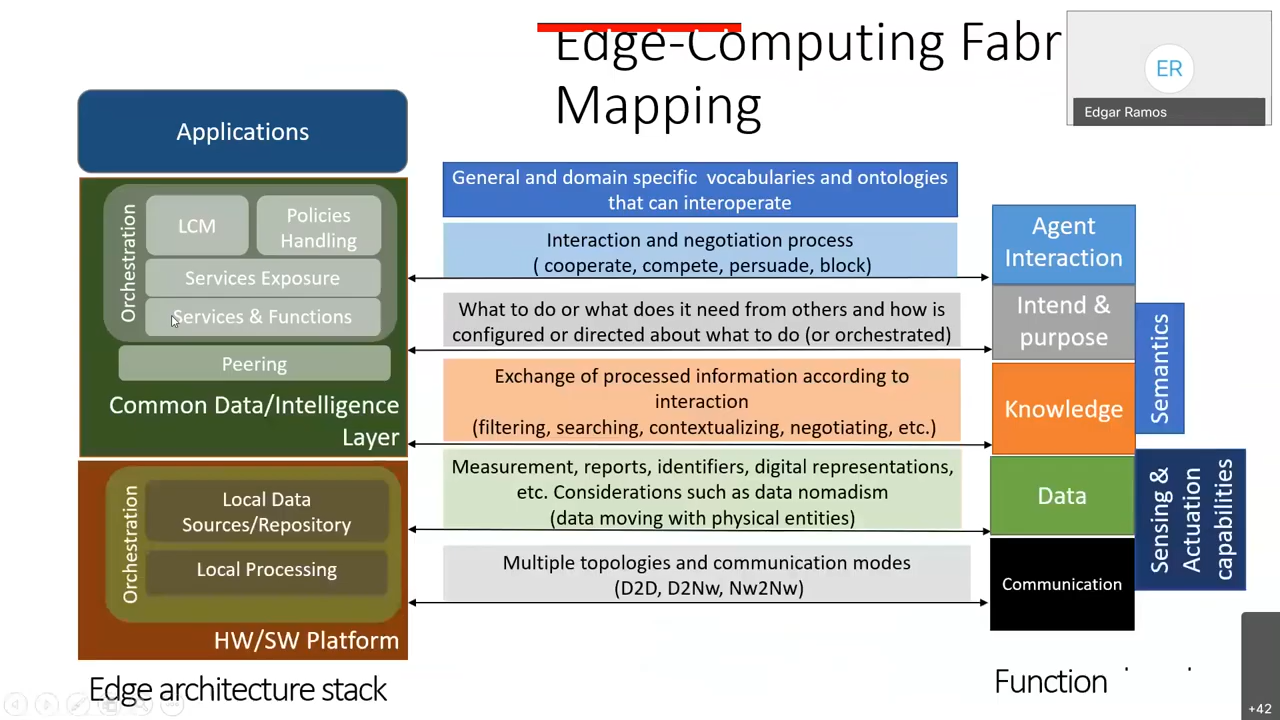 Edge-Computing Fabr
Mapping
ER
Edgar Ramos
Applications
Orchestration
LCM
Policies
Handling
Services Exposure
Services & Functions
Peering
Common Data/Intelligence
Layer
Orchestration
Local Data
Sources/Repository
Local Processing
HW/SW Platform
Edge architecture stack
General and domain specific vocabularies and ontologies
that can interoperate
Interaction and negotiation process
( cooperate, compete, persuade, block)
What to do or what does it need from others and how is
configured or directed about what to do (or orchestrated)
Exchange of processed information according to
interaction
(filtering, searching, contextualizing, negotiating, etc.)
Measurement, reports, identifiers, digital representations,
etc. Considerations such as data nomadism
(data moving with physical entities)
Multiple topologies and communication modes
(D2D, D2Nw, Nw2Nw)
Agent
Interaction
Intend &
purpose
Knowledge
Data
Communication
Semantics
Sensing &
Actuation
capabilities
Function
+42